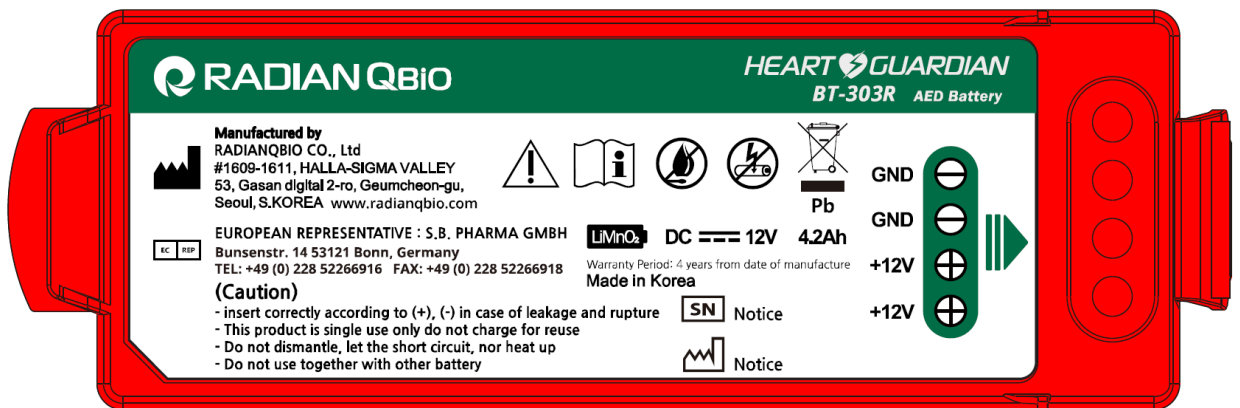 RADIAN QBIO
HEART GUARDIAN
BT-303R AED Battery
Manufactured by
RADIANQBIO CO., Ltd
#1609-1611, HALLA-SIGMA VALLEY
53, Gasan digital 2-ro, Geumcheon-gu,
Seoul, S.KOREA www.radianqbio.com
EC REP
EUROPEAN REPRESENTATIVE : S.B. PHARMA GMBH
Bunsenstr. 14 53121 Bonn, Germany
TEL: +49 (0) 228 52266916 FAX: +49 (0) 228 52266918
(Caution)
- insert correctly according to (+), (-) in case of leakage and rupture
- This product is single use only do not charge for reuse
- Do not dismantle, let the short circuit, nor heat up
- Do not use together with other battery
Pb
LiMnO₂ DC 12V 4.2Ah
Warranty Period: 4 years from date of manufacture
Made in Korea
SN Notice
Notice
GND
GND
+12V
+12V